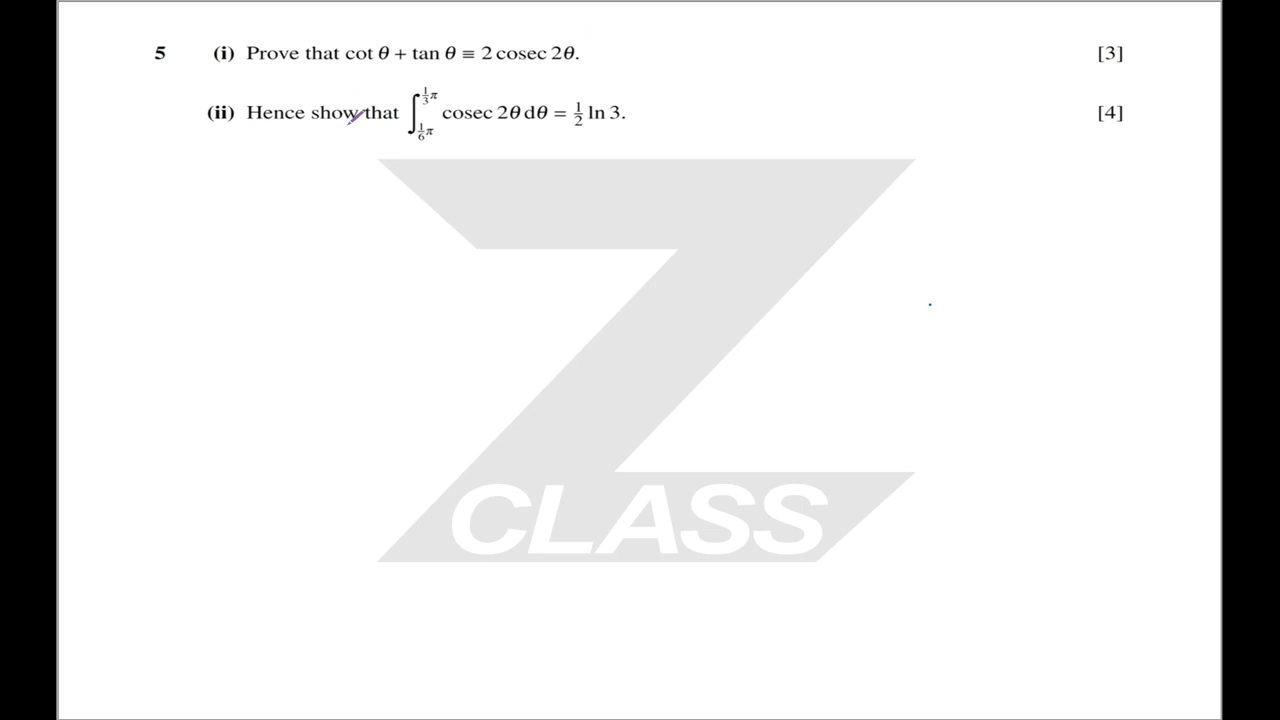 5 (i) Prove that cot θ + tan θ ≡ 2 cosec 2θ. [3]
(ii) Hence show that ∫_{1/6 π}^{1/3 π} cosec 2θ dθ = 1/2 ln 3. [4]
CLASS